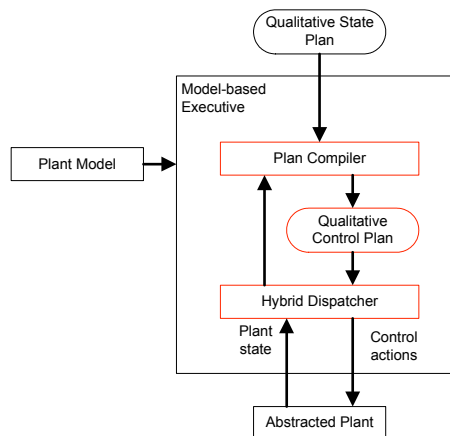 Qualitative State
Plan
Model-based
Executive
Plant Model
Plan Compiler
Qualitative
Control Plan
Hybrid Dispatcher
Plant
state
Control
actions
Abstracted Plant